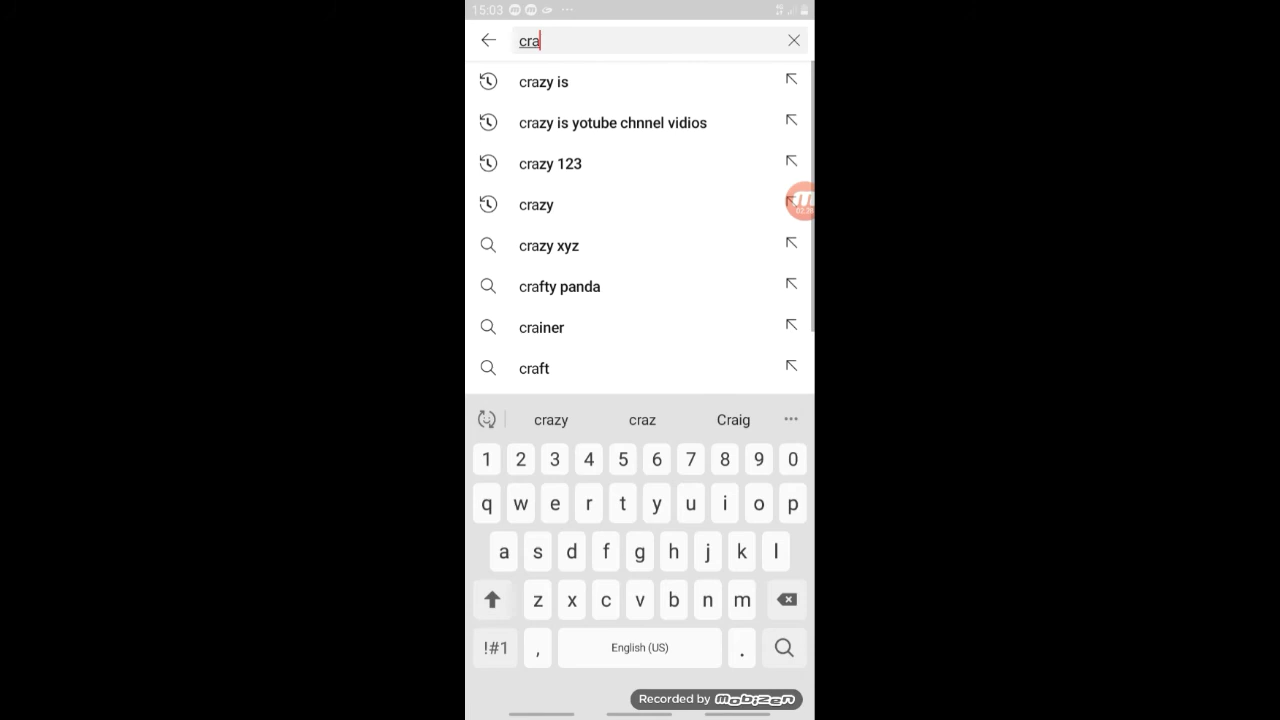 15:03
cra
crazy is
crazy is yotube chnnel vidios
crazy 123
crazy
crazy xyz
crafty panda
crainer
craft
crazy craz Craig
1 2 3 4 5 6 7 8 9 0
q w e r t y u i o p
a s d f g h j k l
z x c v b n m
!#1 , English (US) .
Recorded by mobizen